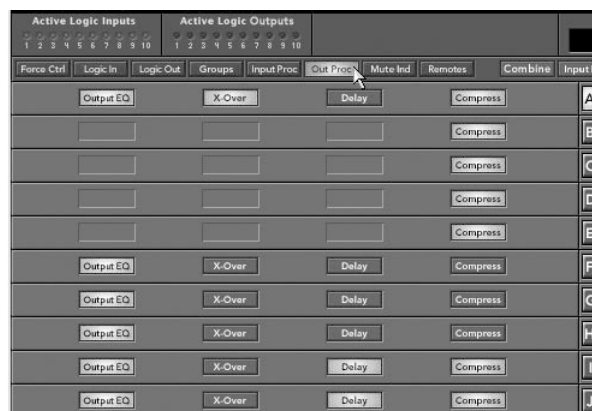 Active Logic Inputs Active Logic Outputs
1 2 3 4 5 6 7 8 9 10 1 2 3 4 5 6 7 8 9 10
Force Ctrl Logic In Logic Out Groups Input Proc Out Proc Mute Ind Remotes Combine Input
Output EQ X-Over Delay Compress A
Compress
Compress C
Compress D
Compress E
Output EQ X-Over Delay Compress F
Output EQ X-Over Delay Compress
Output EQ X-Over Delay Compress H
Output EQ X-Over Delay Compress I
Output EQ X-Over Delay Compress J